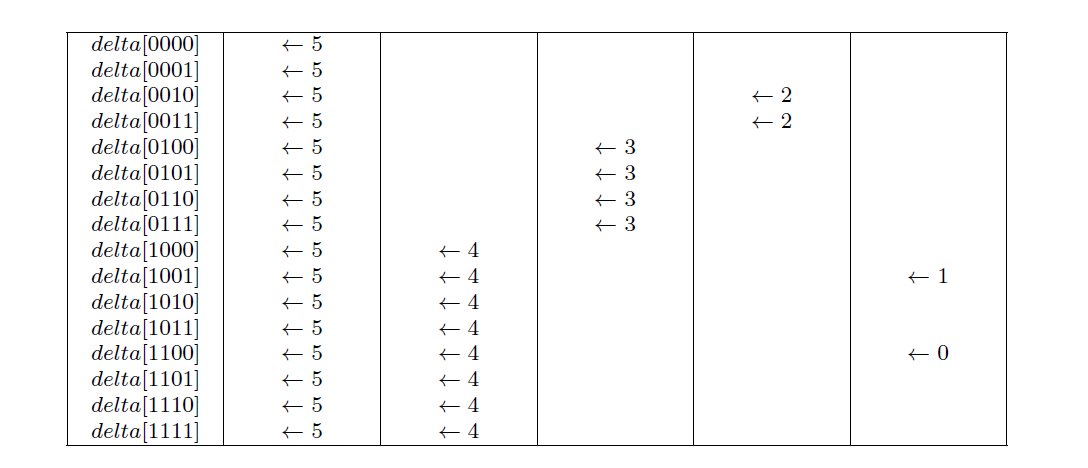 delta[0000] ← 5
delta[0001] ← 5
delta[0010] ← 5 ← 2
delta[0011] ← 5 ← 2
delta[0100] ← 5 ← 3
delta[0101] ← 5 ← 3
delta[0110] ← 5 ← 3
delta[0111] ← 5 ← 3
delta[1000] ← 5 ← 4
delta[1001] ← 5 ← 4 ← 1
delta[1010] ← 5 ← 4
delta[1011] ← 5 ← 4
delta[1100] ← 5 ← 4 ← 0
delta[1101] ← 5 ← 4
delta[1110] ← 5 ← 4
delta[1111] ← 5 ← 4